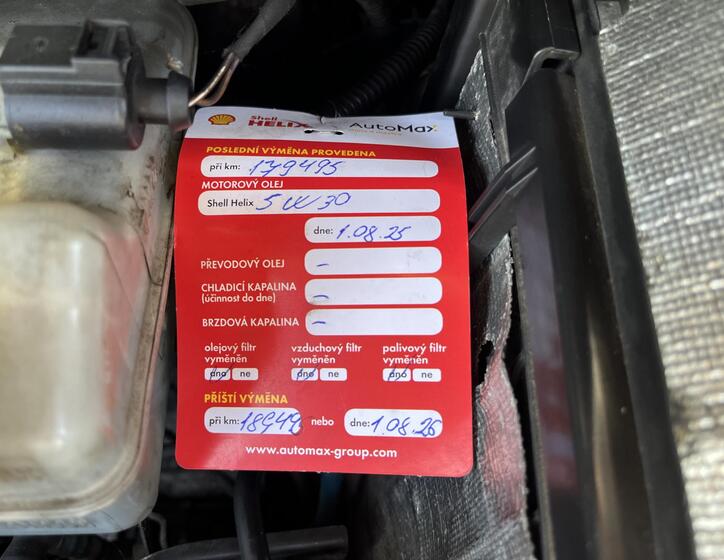 Shell
HELIX AutoMax
POSLEDNÍ VÝMĚNA PROVEDENA
při km: 179495
MOTOROVÝ OLEJ
Shell Helix 5W30
dne: 1.08.25
PŘEVODOVÝ OLEJ -
CHLADICÍ KAPALINA
(účinnost do dne) -
BRZDOVÁ KAPALINA -
olejový filtr vzduchový filtr palivový filtr
vyměněn vyměněn vyměněn
ano ne ano ne ano ne
PŘÍŠTÍ VÝMĚNA
při km: 18949 nebo dne: 1.08.26
www.automax-group.com